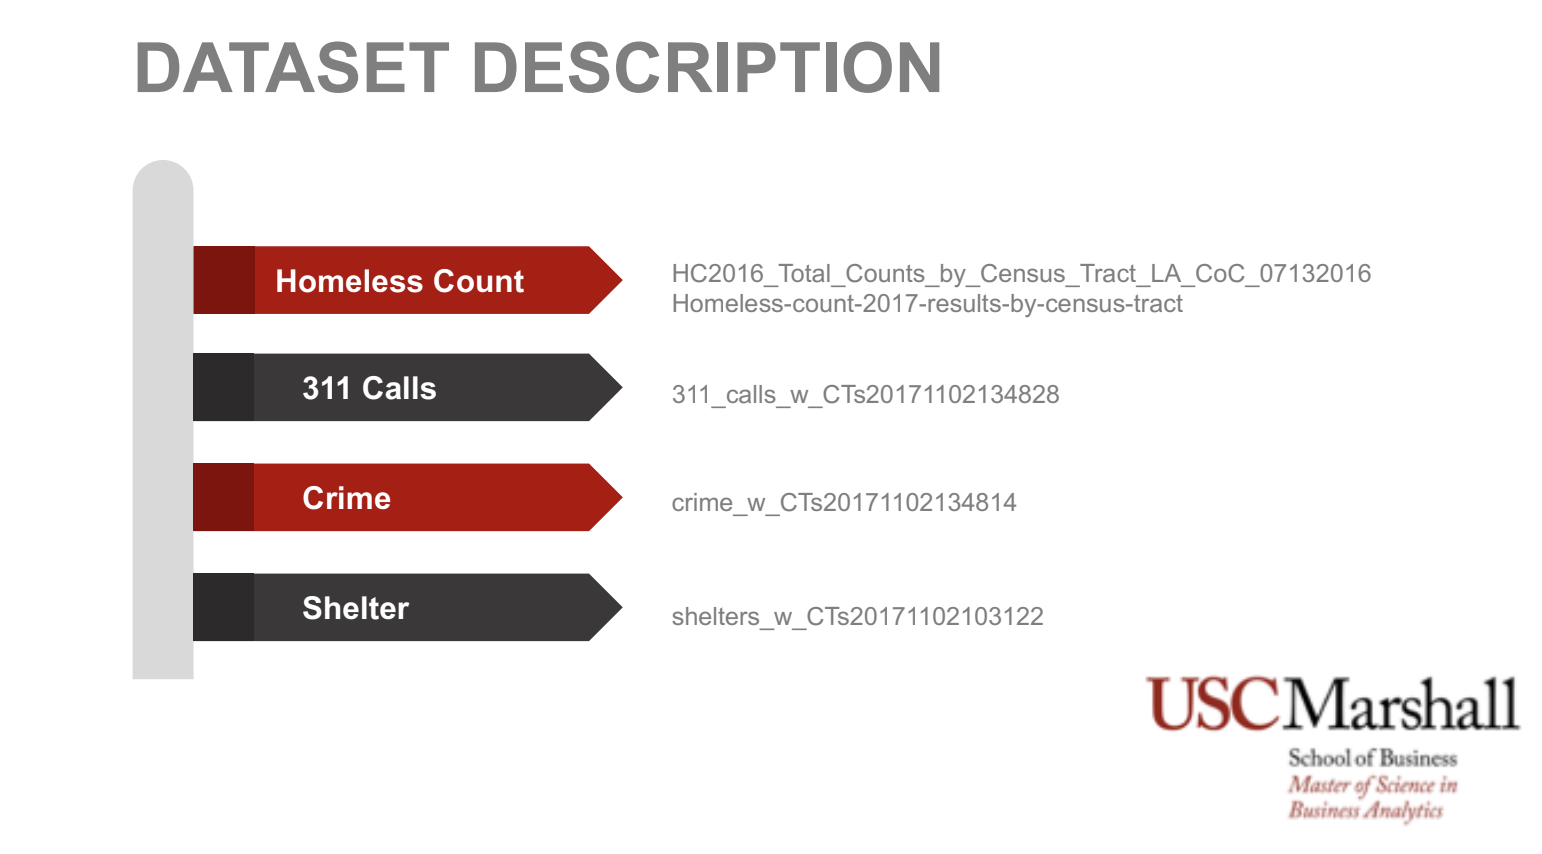 DATASET DESCRIPTION
Homeless Count
HC2016_Total_Counts_by_Census_Tract_LA_CoC_07132016
Homeless-count-2017-results-by-census-tract
311 Calls
311_calls_w_CTs20171102134828
Crime
crime_w_CTs20171102134814
Shelter
shelters_w_CTs20171102103122
USC Marshall
School of Business
Master of Science in
Business Analytics